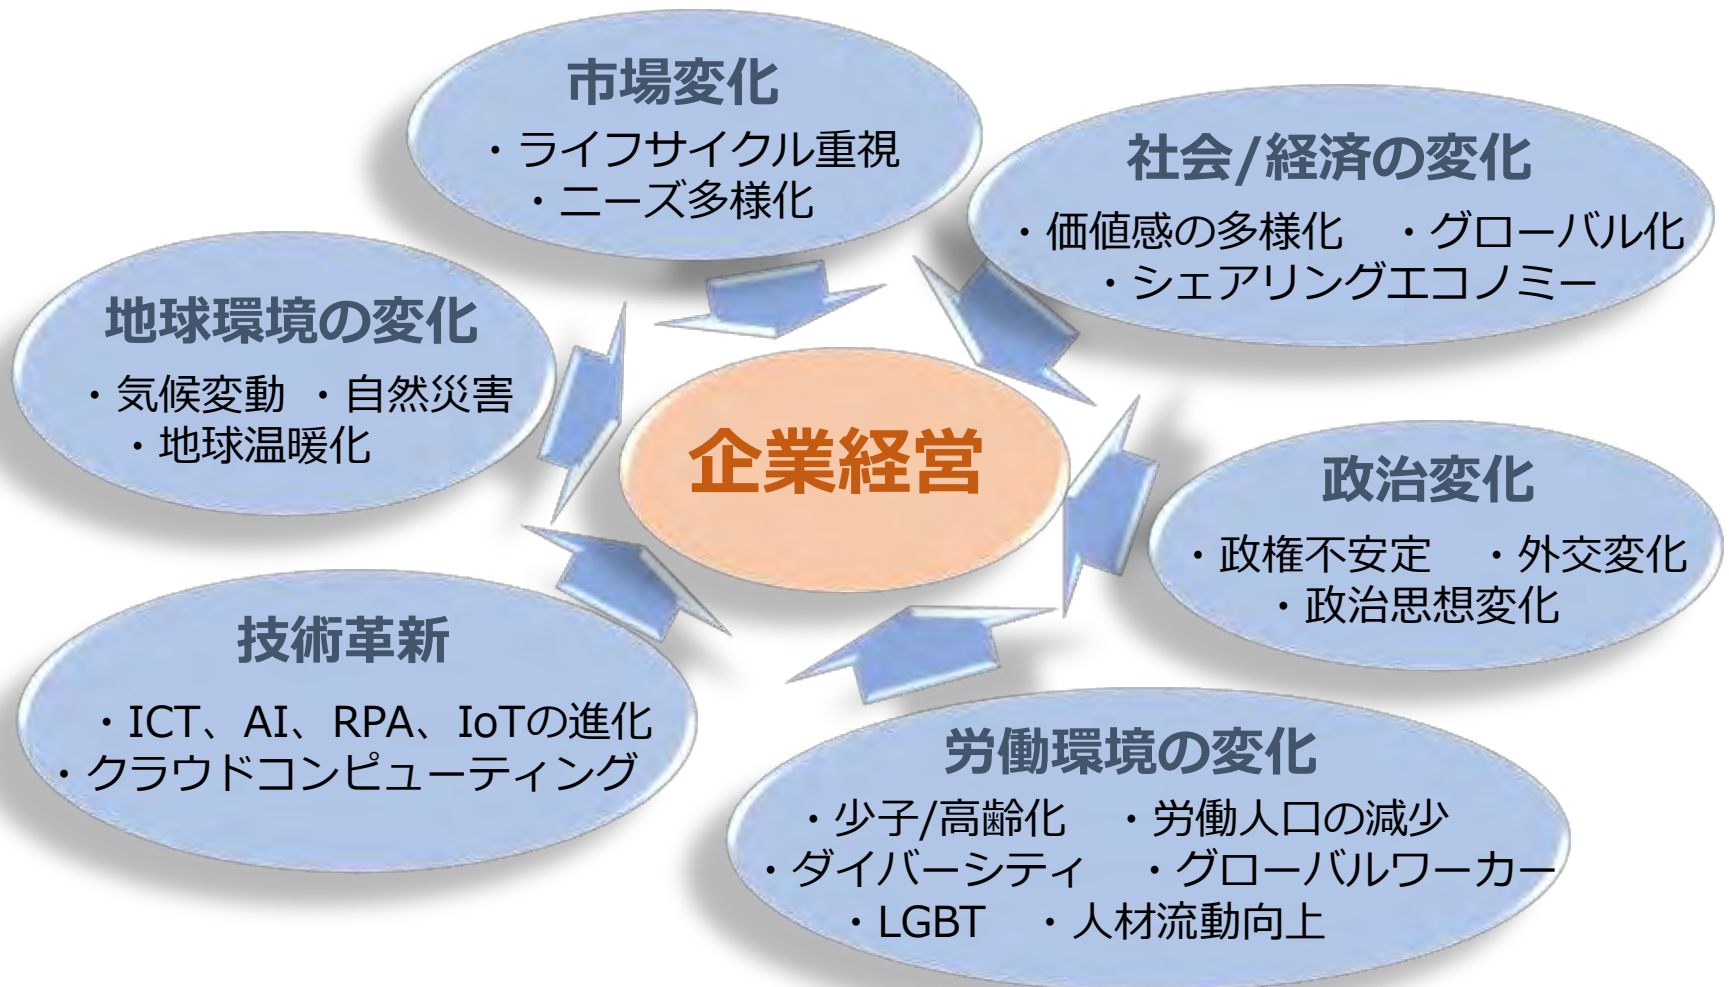 市場変化
・ライフサイクル重視
・ニーズ多様化
社会/経済の変化
・価値感の多様化　・グローバル化
・シェアリングエコノミー
地球環境の変化
・気候変動 ・自然災害
・地球温暖化
企業経営
政治変化
・政権不安定　・外交変化
・政治思想変化
技術革新
・ICT、AI、RPA、IoTの進化
・クラウドコンピューティング
労働環境の変化
・少子/高齢化　・労働人口の減少
・ダイバーシティ　・グローバルワーカー
・LGBT　・人材流動向上